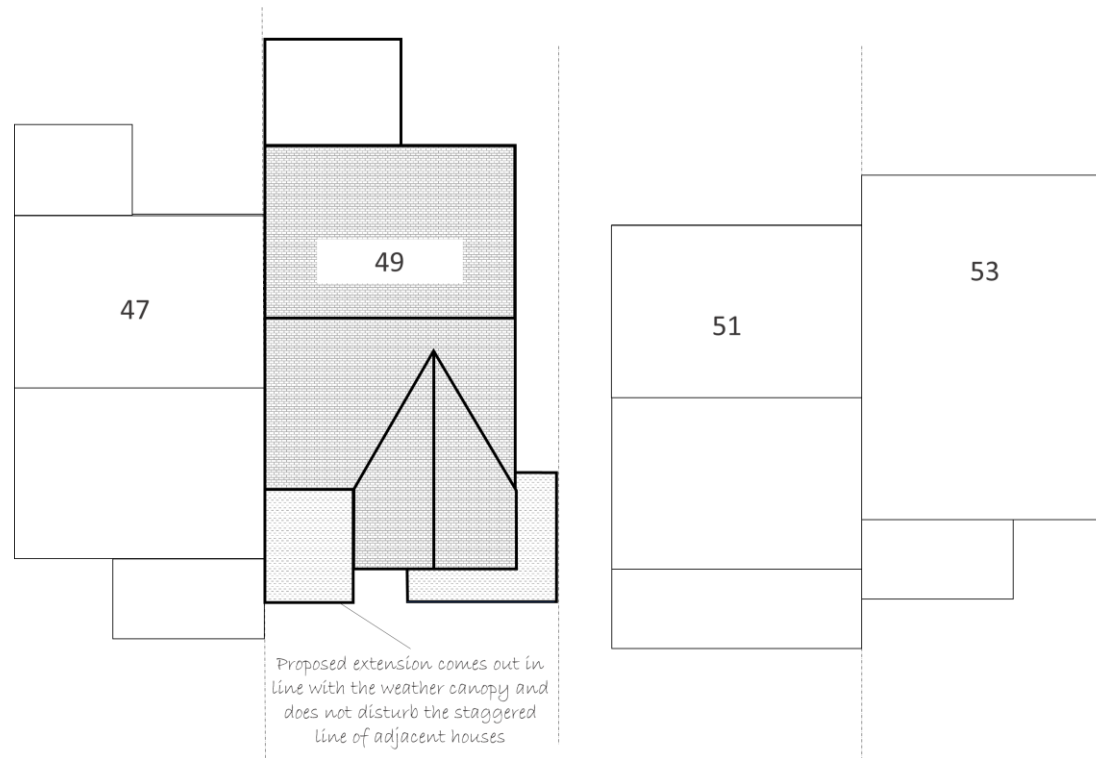 49
53
47
51
Proposed extension comes out in
line with the weather canopy and
does not disturb the staggered
line of adjacent houses